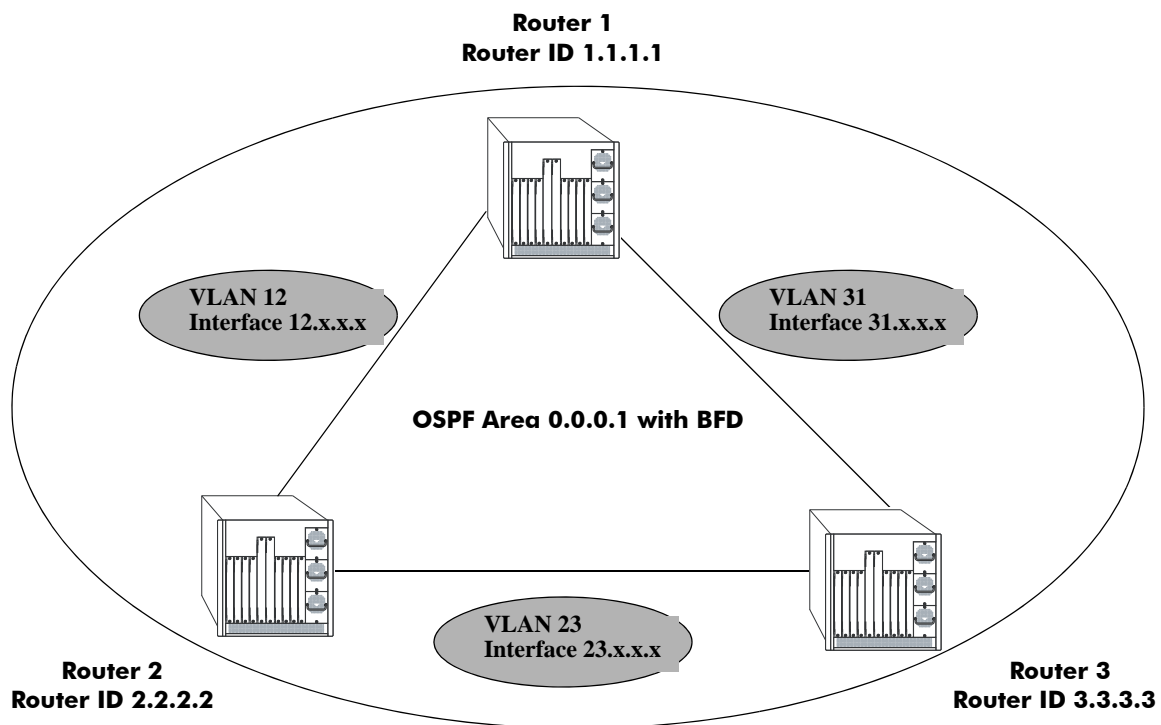 Router 1
Router ID 1.1.1.1
VLAN 12
Interface 12.x.x.x
VLAN 31
Interface 31.x.x.x
OSPF Area 0.0.0.1 with BFD
VLAN 23
Interface 23.x.x.x
Router 2
Router ID 2.2.2.2
Router 3
Router ID 3.3.3.3